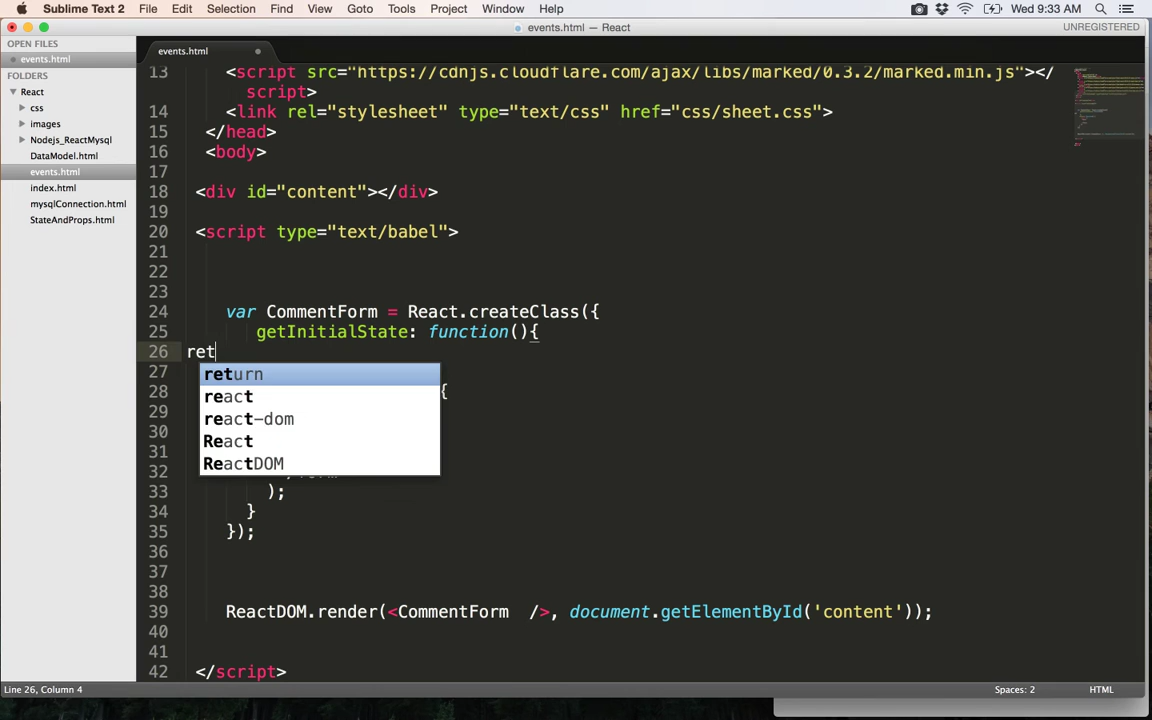 Sublime Text 2 File Edit Selection Find View Goto Tools Project Window Help Wed 9:33 AM
events.html — React UNREGISTERED
OPEN FILES
events.html
FOLDERS
React
css
images
Nodejs_ReactMysql
DataModel.html
events.html
index.html
mysqlConnection.html
StateAndProps.html
events.html
13 <script src="https://cdnjs.cloudflare.com/ajax/libs/marked/0.3.2/marked.min.js"></
script>
14 <link rel="stylesheet" type="text/css" href="css/sheet.css">
15 </head>
16 <body>
17
18 <div id="content"></div>
19
20 <script type="text/babel">
21
22
23
24 var CommentForm = React.createClass({
25 getInitialState: function(){
26 ret
27
28 {
29
30
31
32
33 );
34 }
35 });
36
37
38
39 ReactDOM.render(<CommentForm />, document.getElementById('content'));
40
41
42 </script>
return
react
react-dom
React
ReactDOM
Line 26, Column 4 Spaces: 2 HTML